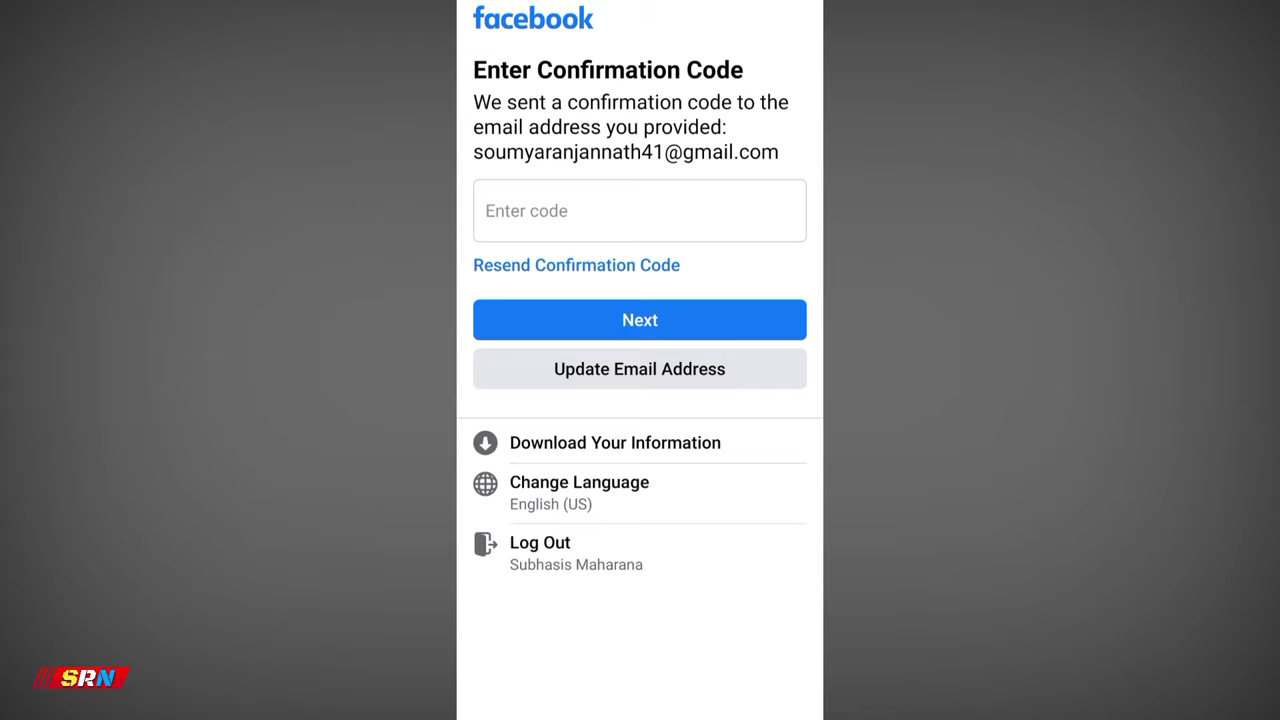 facebook
Enter Confirmation Code
We sent a confirmation code to the
email address you provided:
soumyaranjannath41@gmail.com
Enter code
Resend Confirmation Code
Next
Update Email Address
Download Your Information
Change Language
English (US)
Log Out
Subhasis Maharana
SRN